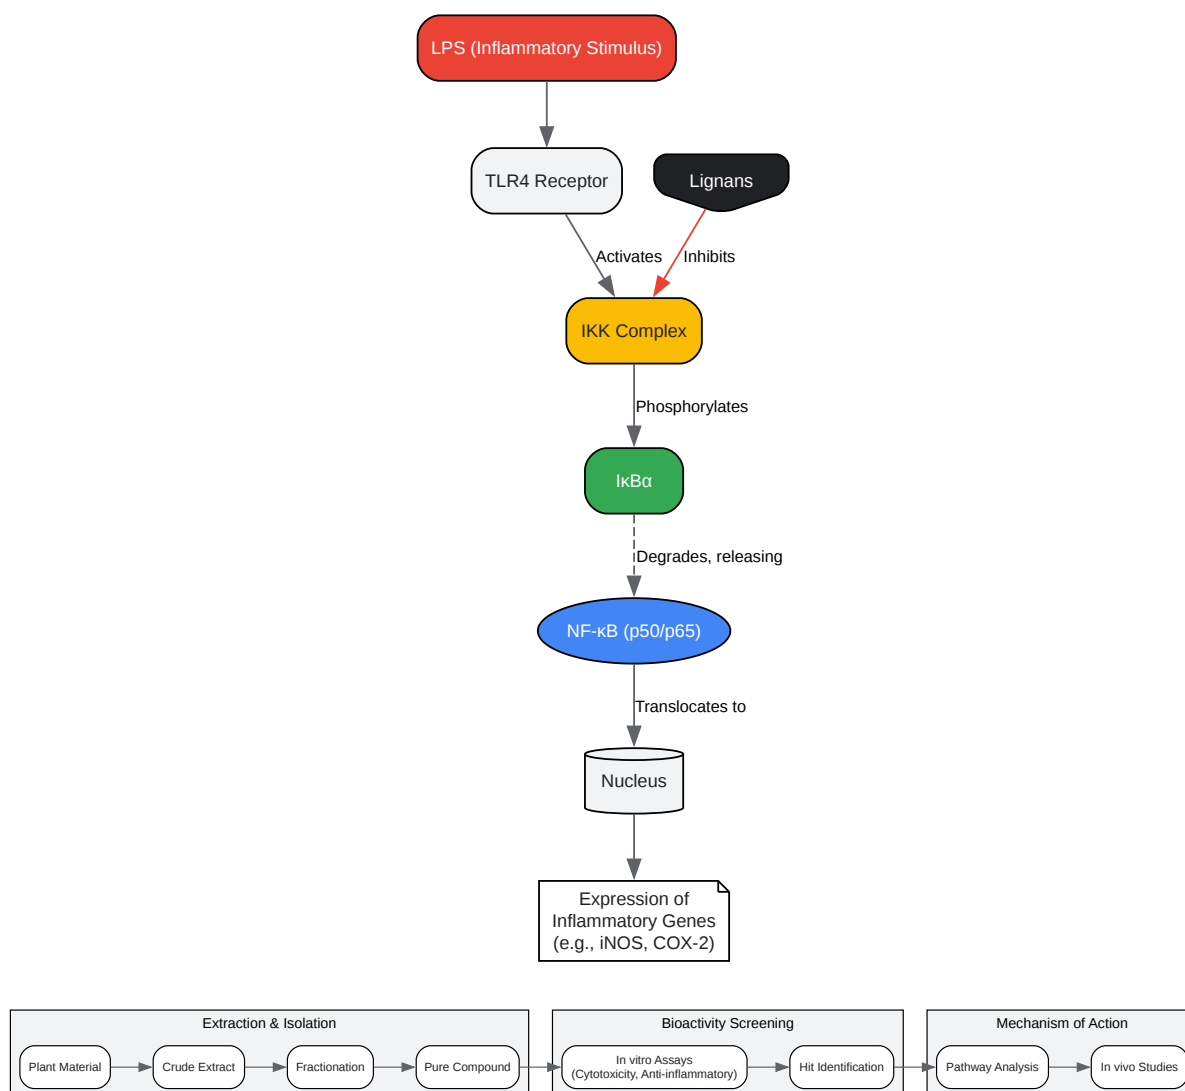 LPS (Inflammatory Stimulus)
TLR4 Receptor
Lignans
Activates
Inhibits
IKK Complex
Phosphorylates
IκBα
Degrades, releasing
NF-κB (p50/p65)
Translocates to
Nucleus
Expression of
Inflammatory Genes
(e.g., iNOS, COX-2)
Extraction & Isolation
Plant Material
Crude Extract
Fractionation
Pure Compound
Bioactivity Screening
In vitro Assays
(Cytotoxicity, Anti-inflammatory)
Hit Identification
Mechanism of Action
Pathway Analysis
In vivo Studies